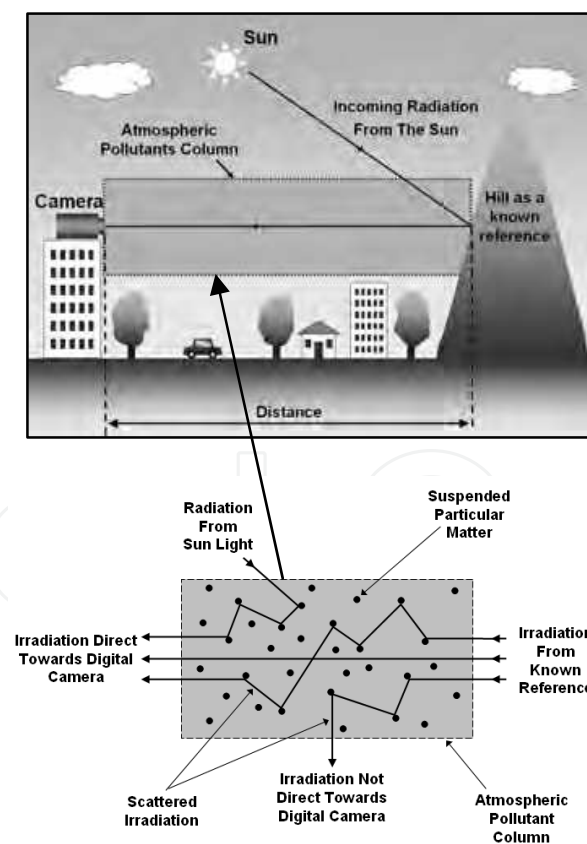 Sun
Incoming Radiation
From The Sun
Atmospheric
Pollutants Column
Camera
Hill as a
known
reference
Distance
Radiation
From
Sun Light
Suspended
Particular
Matter
Irradiation Direct
Towards Digital
Camera
Irradiation
From
Known
Reference
Scattered
Irradiation
Irradiation Not
Direct Towards
Digital Camera
Atmospheric
Pollutant
Column